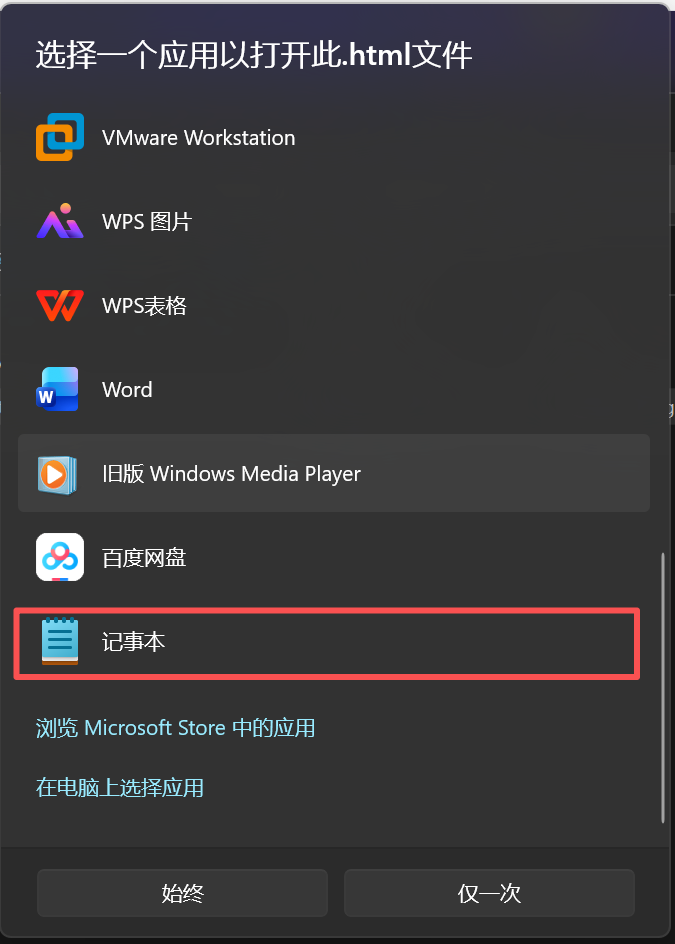 选择一个应用以打开此.html文件
VMware Workstation
WPS 图片
WPS表格
W Word
旧版 Windows Media Player
百度网盘
记事本
浏览 Microsoft Store 中的应用
在电脑上选择应用
始终 仅一次